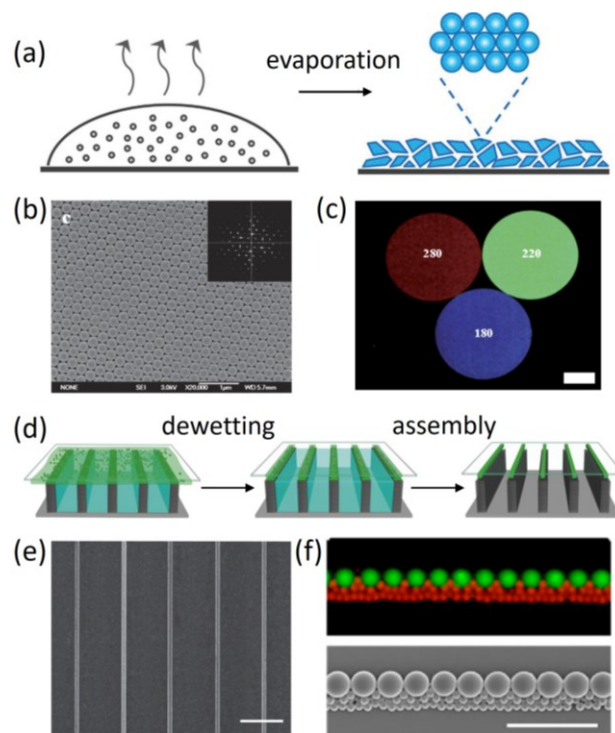 (a)
evaporation
(b)
c
NONE SEI 3.0kV X20,000 1µm WD 5.7mm
(c)
280
220
180
(d)
dewetting
assembly
(e)
(f)